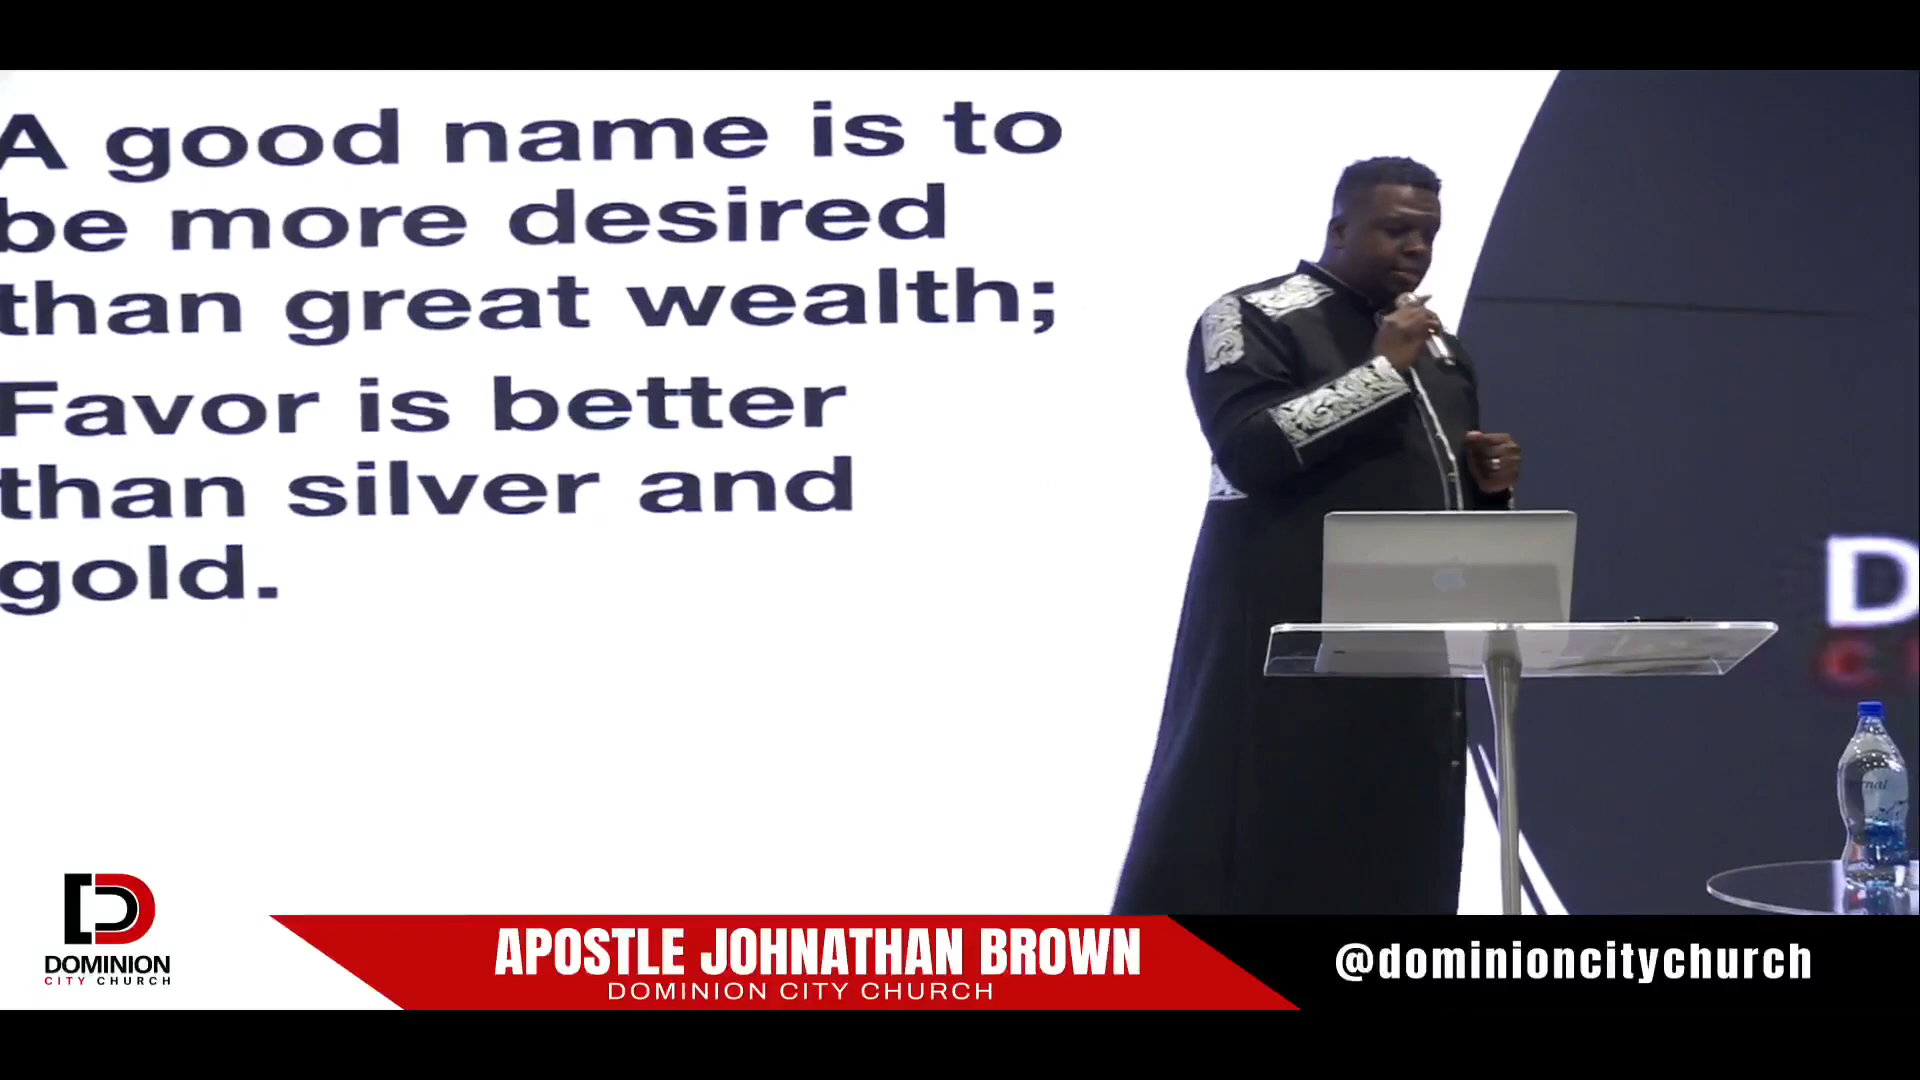 A good name is to
be more desired
than great wealth;
Favor is better
than silver and
gold.
D
DOMINION
CITY CHURCH
APOSTLE JOHNATHAN BROWN
DOMINION CITY CHURCH
@dominioncitychurch